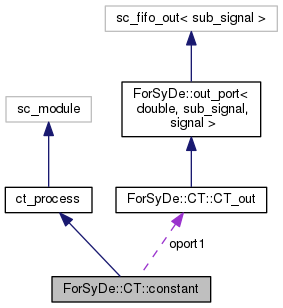 sc_fifo_out< sub_signal >
ForSyDe::out_port<
double, sub_signal,
signal >
sc_module
ct_process
ForSyDe::CT::CT_out
oport1
ForSyDe::CT::constant